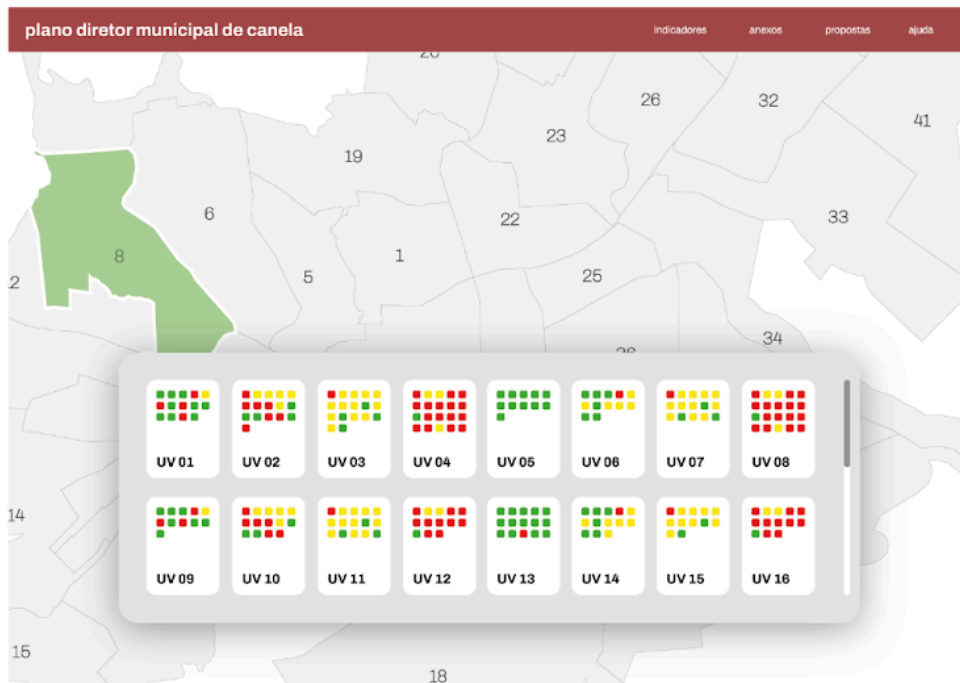 plano diretor municipal de canela
indicadores anexos propostas ajuda
26 32
41
23
19
6 22 33
8 1
5 25
34
UV 01 UV 02 UV 03 UV 04 UV 05 UV 06 UV 07 UV 08
14
UV 09 UV 10 UV 11 UV 12 UV 13 UV 14 UV 15 UV 16
15
18